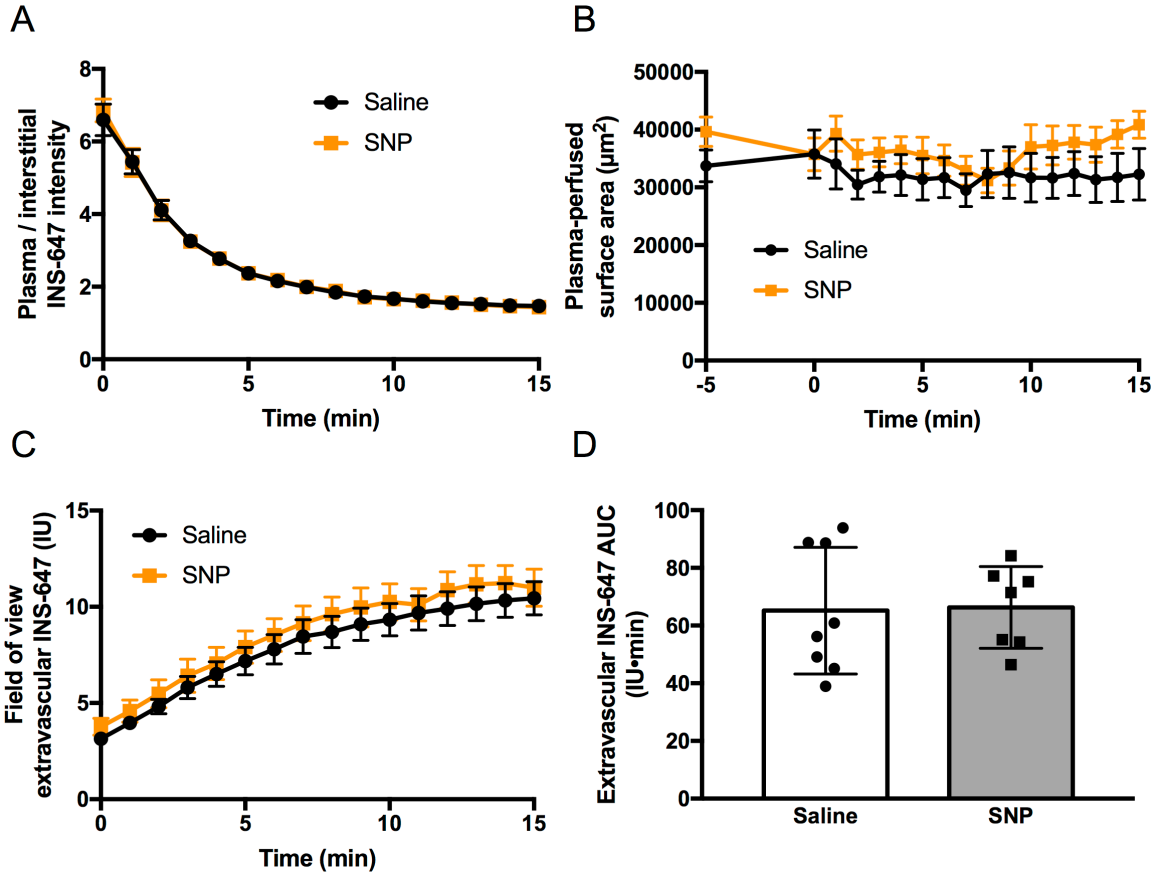 A
Plasma / interstitial
INS-647 intensity
8
6
4
2
0
Saline
SNP
0
5
10
15
Time (min)
B
Plasma-perfused
surface area (µm²)
50000
40000
30000
20000
10000
0
Saline
SNP
-5
0
5
10
15
Time (min)
C
Field of view
extravascular INS-647 (IU)
15
10
5
0
Saline
SNP
0
5
10
15
Time (min)
D
Extravascular INS-647 AUC
(IU•min)
100
80
60
40
20
0
Saline
SNP